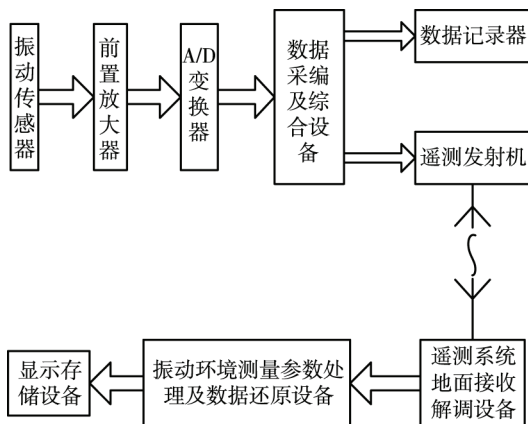 振动传感器
前置放大器
A/D
变换器
数据
采编
及综
合设
备
数据记录器
遥测发射机
遥测系统
地面接收
解调设备
振动环境测量参数处
理及数据还原设备
显示存
储设备